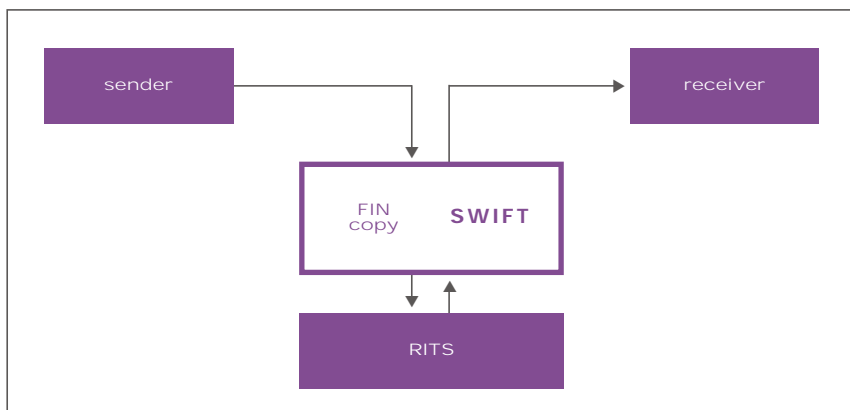 sender
receiver
FIN
copy
SWIFT
RITS